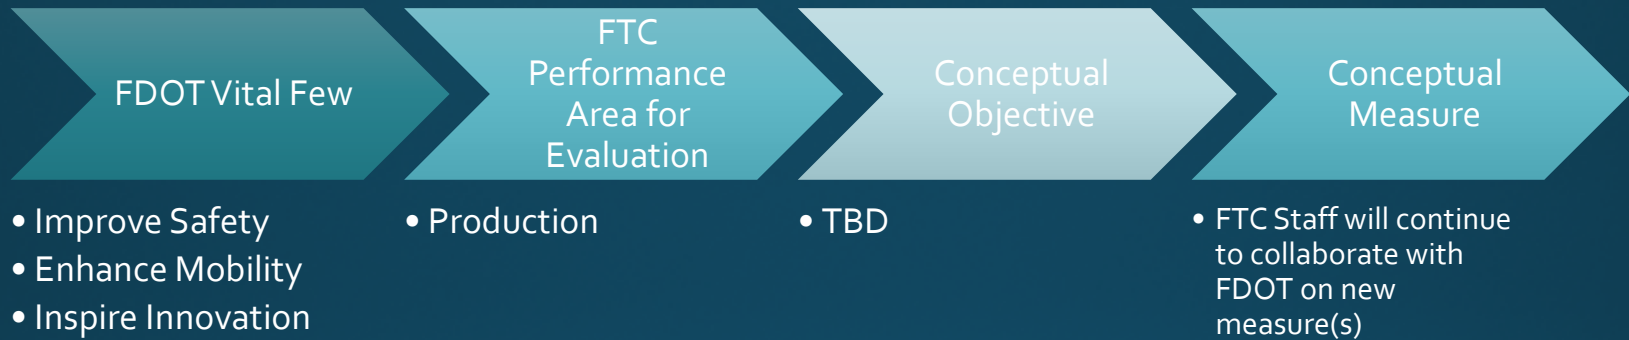 FDOT Vital Few
FTC
Performance
Area for
Evaluation
Conceptual
Objective
Conceptual
Measure
• Improve Safety
• Enhance Mobility
• Inspire Innovation
• Production
• TBD
• FTC Staff will continue
to collaborate with
FDOT on new
measure(s)